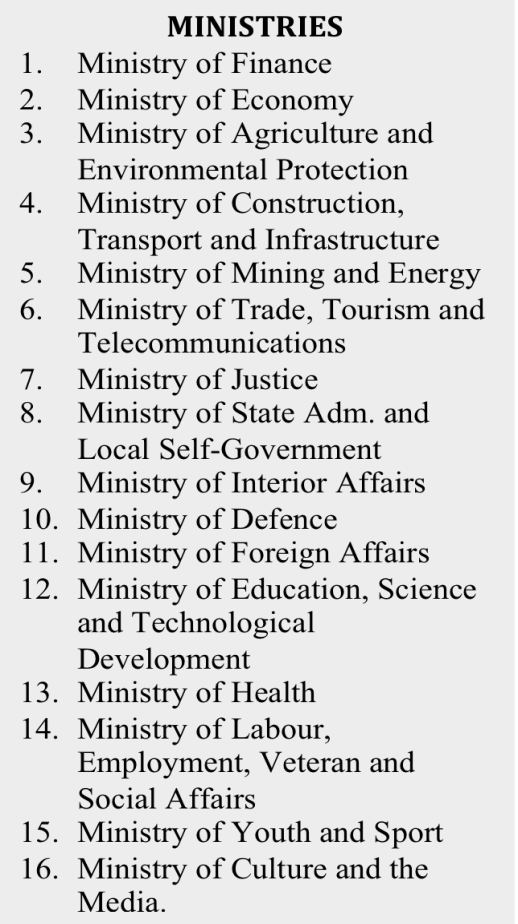 MINISTRIES
1. Ministry of Finance
2. Ministry of Economy
3. Ministry of Agriculture and
Environmental Protection
4. Ministry of Construction,
Transport and Infrastructure
5. Ministry of Mining and Energy
6. Ministry of Trade, Tourism and
Telecommunications
7. Ministry of Justice
8. Ministry of State Adm. and
Local Self-Government
9. Ministry of Interior Affairs
10. Ministry of Defence
11. Ministry of Foreign Affairs
12. Ministry of Education, Science
and Technological
Development
13. Ministry of Health
14. Ministry of Labour,
Employment, Veteran and
Social Affairs
15. Ministry of Youth and Sport
16. Ministry of Culture and the
Media.